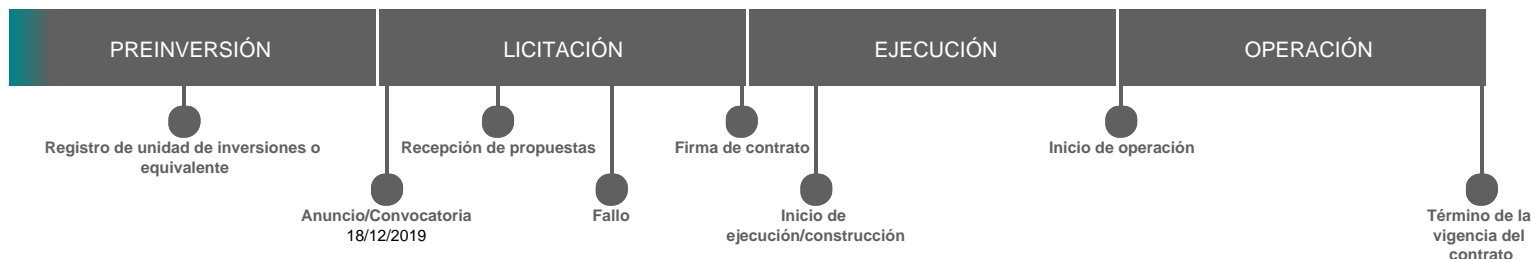 PREINVERSIÓN
LICITACIÓN
EJECUCIÓN
OPERACIÓN
Registro de unidad de inversiones o
equivalente
Recepción de propuestas
Firma de contrato
Inicio de operación
Anuncio/Convocatoria
18/12/2019
Fallo
Inicio de
ejecución/construcción
Término de la
vigencia del
contrato